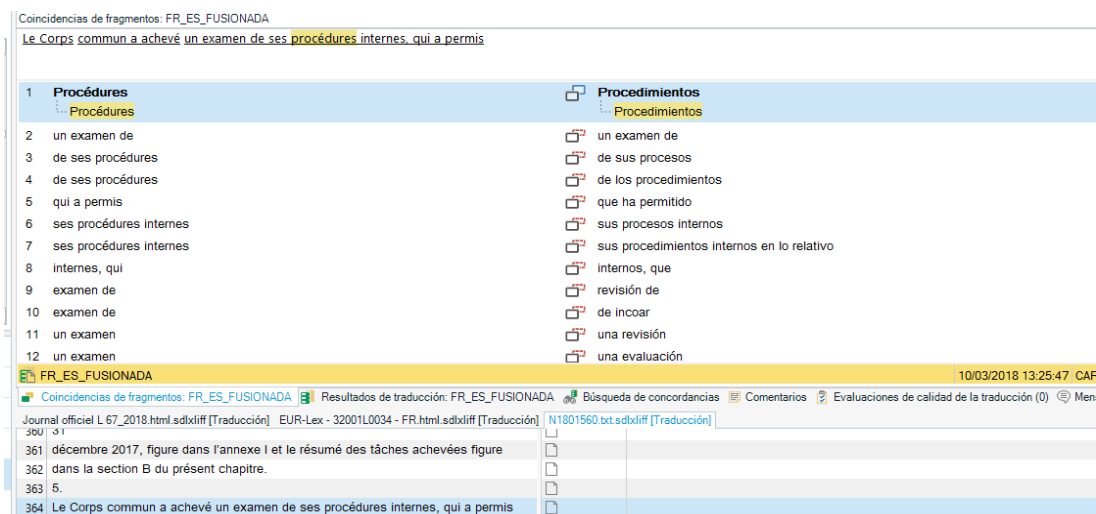 Coincidencias de fragmentos: FR_ES_FUSIONADA
Le Corps commun a achevé un examen de ses procédures internes, qui a permis
1 Procédures Procedimientos
Procédures Procedimientos
2 un examen de un examen de
3 de ses procédures de sus procesos
4 de ses procédures de los procedimientos
5 qui a permis que ha permitido
6 ses procédures internes sus procesos internos
7 ses procédures internes sus procedimientos internos en lo relativo
8 internes, qui internos, que
9 examen de revisión de
10 examen de de incoar
11 un examen una revisión
12 un examen una evaluación
FR_ES_FUSIONADA 10/03/2018 13:25:47 CAF
Coincidencias de fragmentos: FR_ES_FUSIONADA Resultados de traducción: FR_ES_FUSIONADA Búsqueda de concordancias Comentarios Evaluaciones de calidad de la traducción (0) Mens
Journal officiel L 67_2018.html.sdlxliff [Traducción] EUR-Lex - 32001L0034 - FR.html.sdlxliff [Traducción] N1801560.txt.sdlxliff [Traducción]
360 31
361 décembre 2017, figure dans l'annexe I et le résumé des tâches achevées figure
362 dans la section B du présent chapitre.
363 5.
364 Le Corps commun a achevé un examen de ses procédures internes, qui a permis